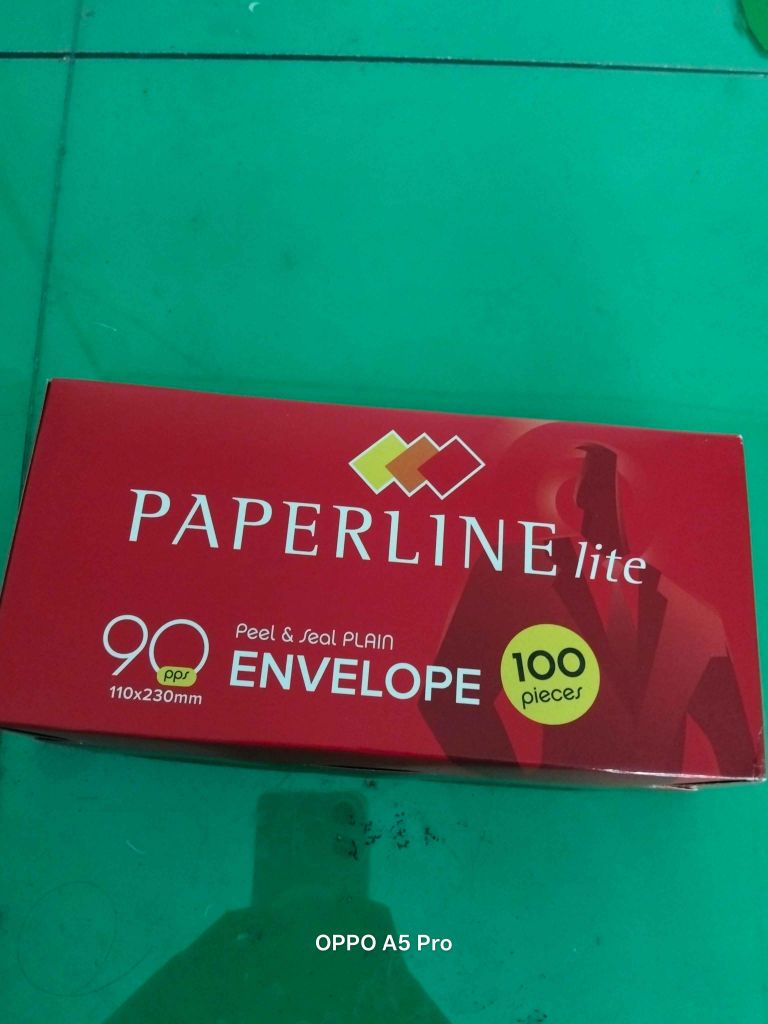 PAPERLINE lite
90
pps
110x230mm
Peel & Seal PLAIN
ENVELOPE
100
pieces
OPPO A5 Pro